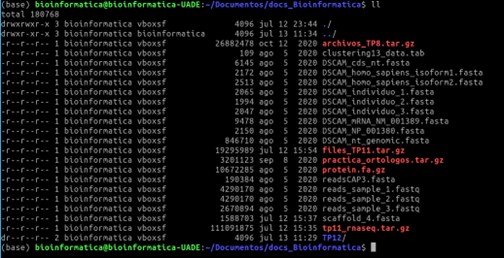 (base) bioinformatica@bioinformatica-UADE:~/Documentos/docs_Bioinformatica$ ll
total 180768
drwxrwxr-x 3 bioinformatica vboxsf 4096 jul 12 23:44 ./
drwxrwxr-x 3 bioinformatica bioinformatica 4096 jul 13 11:34 ../
-r--r--r-- 1 bioinformatica vboxsf 26882478 oct 12 2020 archivos_TP8.tar.gz
-r--r--r-- 1 bioinformatica vboxsf 109 ago 5 2020 clustering13_data.tab
-r--r--r-- 1 bioinformatica vboxsf 6145 ago 5 2020 DSCAM_cds_nt.fasta
-r--r--r-- 1 bioinformatica vboxsf 2172 ago 5 2020 DSCAM_homo_sapiens_isoform1.fasta
-r--r--r-- 1 bioinformatica vboxsf 2513 ago 5 2020 DSCAM_homo_sapiens_isoform2.fasta
-r--r--r-- 1 bioinformatica vboxsf 2065 ago 5 2020 DSCAM_individuo_1.fasta
-r--r--r-- 1 bioinformatica vboxsf 1994 ago 5 2020 DSCAM_individuo_2.fasta
-r--r--r-- 1 bioinformatica vboxsf 2047 ago 5 2020 DSCAM_individuo_3.fasta
-r--r--r-- 1 bioinformatica vboxsf 9478 ago 5 2020 DSCAM_mRNA_NM_001389.fasta
-r--r--r-- 1 bioinformatica vboxsf 2150 ago 5 2020 DSCAM_NP_001380.fasta
-r--r--r-- 1 bioinformatica vboxsf 846710 ago 5 2020 DSCAM_nt_genomic.fasta
-r--r--r-- 1 bioinformatica vboxsf 19295989 jul 12 15:54 files_TP11.tar.gz
-r--r--r-- 1 bioinformatica vboxsf 3201123 sep 8 2020 practica_ortologos.tar.gz
-r--r--r-- 1 bioinformatica vboxsf 10672285 ago 5 2020 protein.fa.gz
-r--r--r-- 1 bioinformatica vboxsf 190384 ago 5 2020 readsCAP3.fasta
-r--r--r-- 1 bioinformatica vboxsf 4290170 ago 5 2020 reads_sample_1.fastq
-r--r--r-- 1 bioinformatica vboxsf 4290170 ago 5 2020 reads_sample_2.fastq
-r--r--r-- 1 bioinformatica vboxsf 2670894 ago 5 2020 reads_sample_3.fastq
-r--r--r-- 1 bioinformatica vboxsf 1588703 jul 12 15:37 scaffold_4.fasta
-r--r--r-- 1 bioinformatica vboxsf 111091875 jul 12 15:35 tp11_rnaseq.tar.gz
dr--r--r-- 2 bioinformatica vboxsf 4096 jul 13 11:29 TP12/
(base) bioinformatica@bioinformatica-UADE:~/Documentos/docs_Bioinformatica$